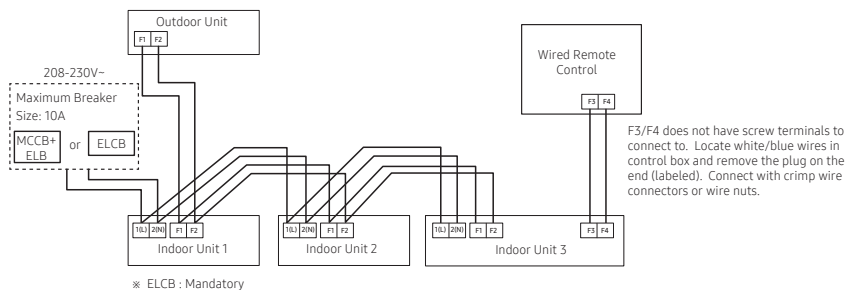 Outdoor Unit
F1 F2
208-230V~
Maximum Breaker
Size: 10A
MCCB+
ELB
or
ELCB
Wired Remote
Control
F3 F4
F3/F4 does not have screw terminals to
connect to. Locate white/blue wires in
control box and remove the plug on the
end (labeled). Connect with crimp wire
connectors or wire nuts.
1(L) 2(N) F1 F2
Indoor Unit 1
1(L) 2(N) F1 F2
Indoor Unit 2
1(L) 2(N) F1 F2
F3 F4
Indoor Unit 3
※ ELCB : Mandatory